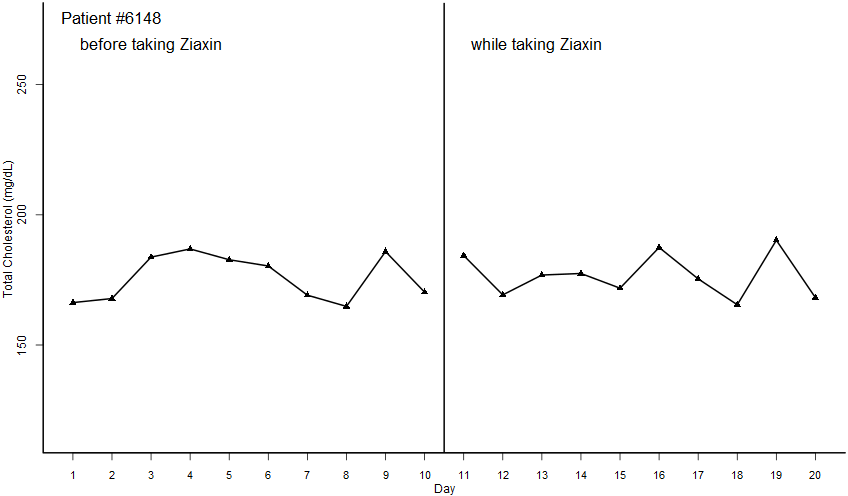 Patient #6148
before taking Ziaxin
while taking Ziaxin
Total Cholesterol (mg/dL)
250
200
150
1 2 3 4 5 6 7 8 9 10 11 12 13 14 15 16 17 18 19 20
Day